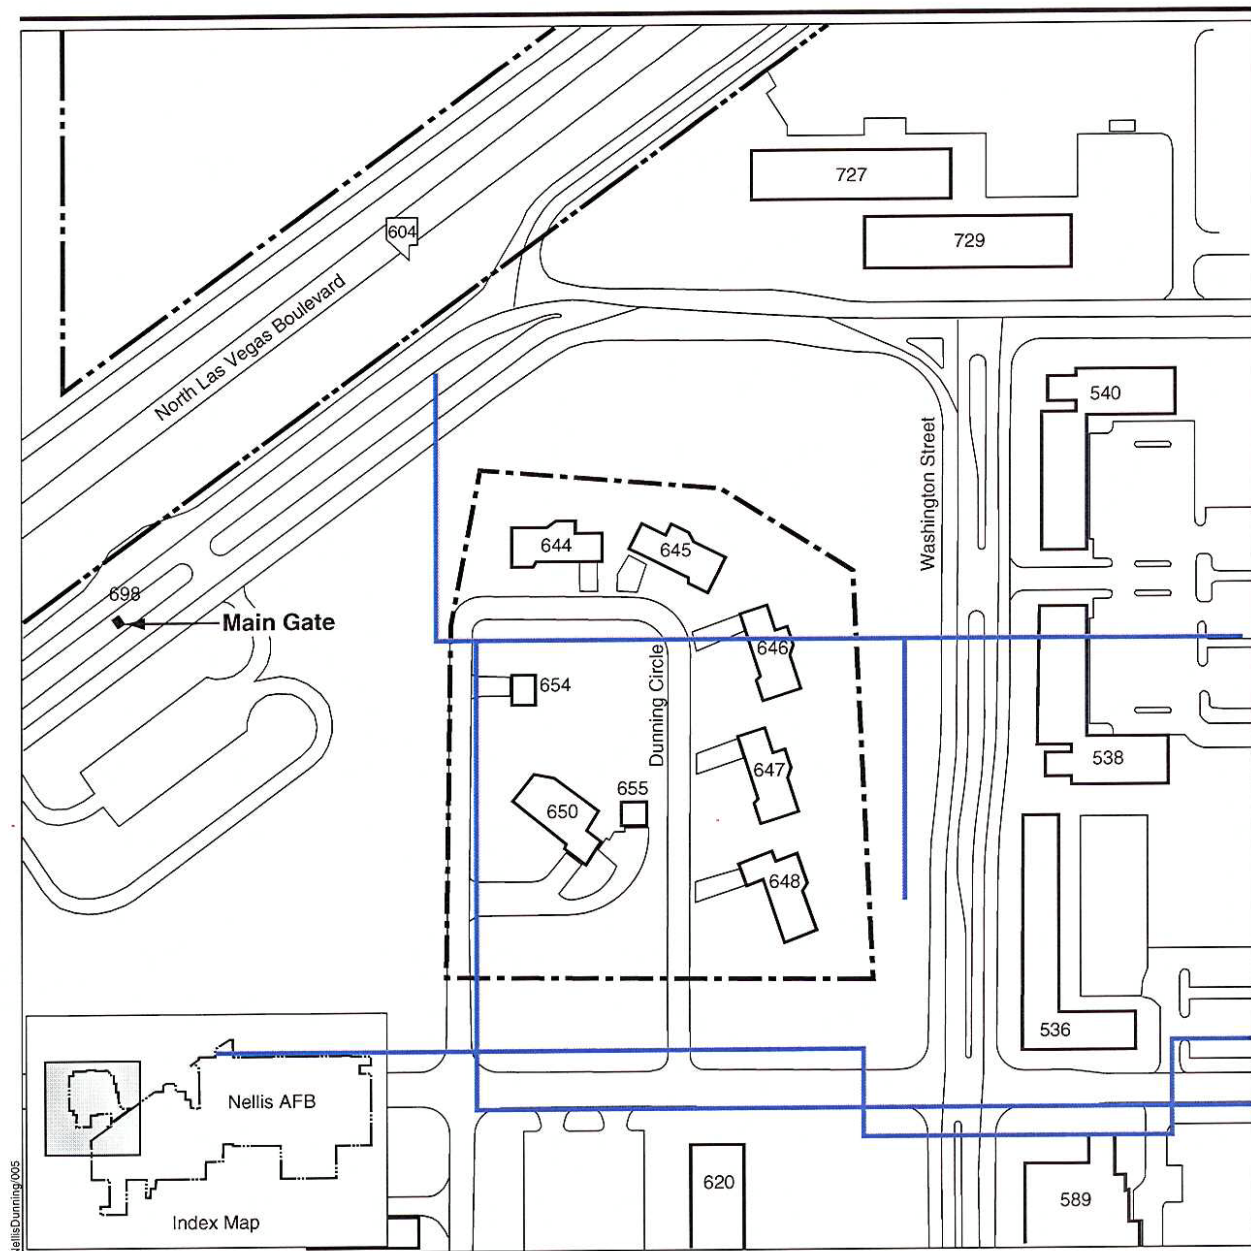 727
729
604
North Las Vegas Boulevard
540
Washington Street
644
645
698
Main Gate
646
654
Dunning Circle
538
647
655
650
648
536
Nellis AFB
620
589
Index Map
NellisDunning/005